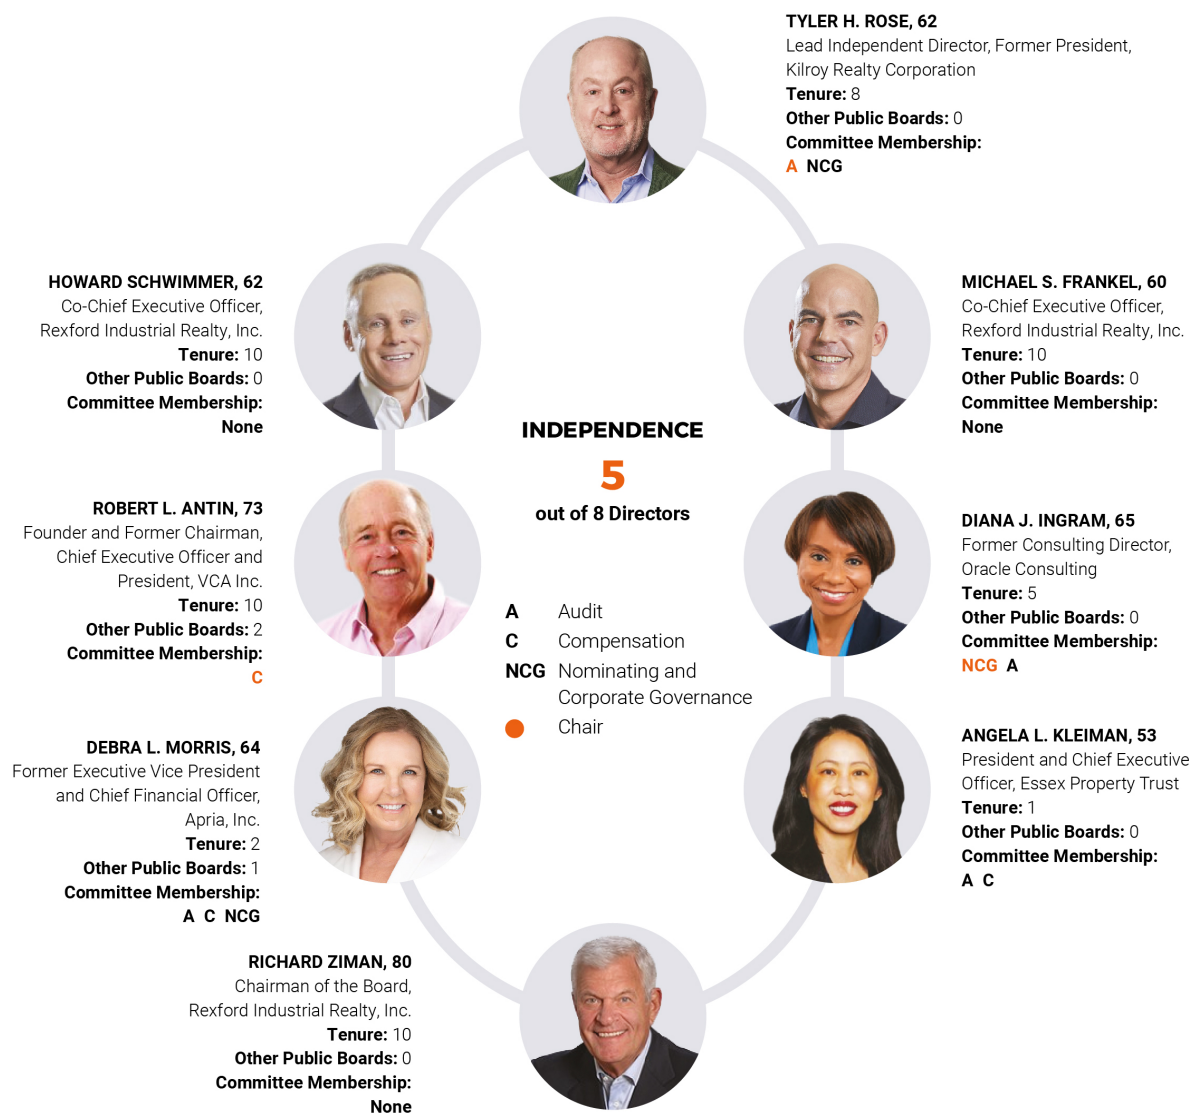 TYLER H. ROSE, 62
Lead Independent Director, Former President,
Kilroy Realty Corporation
Tenure: 8
Other Public Boards: 0
Committee Membership:
A NCG
HOWARD SCHWIMMER, 62
Co-Chief Executive Officer,
Rexford Industrial Realty, Inc.
Tenure: 10
Other Public Boards: 0
Committee Membership:
None
MICHAEL S. FRANKEL, 60
Co-Chief Executive Officer,
Rexford Industrial Realty, Inc.
Tenure: 10
Other Public Boards: 0
Committee Membership:
None
INDEPENDENCE
5
out of 8 Directors
ROBERT L. ANTIN, 73
Founder and Former Chairman,
Chief Executive Officer and
President, VCA Inc.
Tenure: 10
Other Public Boards: 2
Committee Membership:
C
DIANA J. INGRAM, 65
Former Consulting Director,
Oracle Consulting
Tenure: 5
Other Public Boards: 0
Committee Membership:
NCG A
A Audit
C Compensation
NCG Nominating and
Corporate Governance
Chair
DEBRA L. MORRIS, 64
Former Executive Vice President
and Chief Financial Officer,
Apria, Inc.
Tenure: 2
Other Public Boards: 1
Committee Membership:
A C NCG
ANGELA L. KLEIMAN, 53
President and Chief Executive
Officer, Essex Property Trust
Tenure: 1
Other Public Boards: 0
Committee Membership:
A C
RICHARD ZIMAN, 80
Chairman of the Board,
Rexford Industrial Realty, Inc.
Tenure: 10
Other Public Boards: 0
Committee Membership:
None